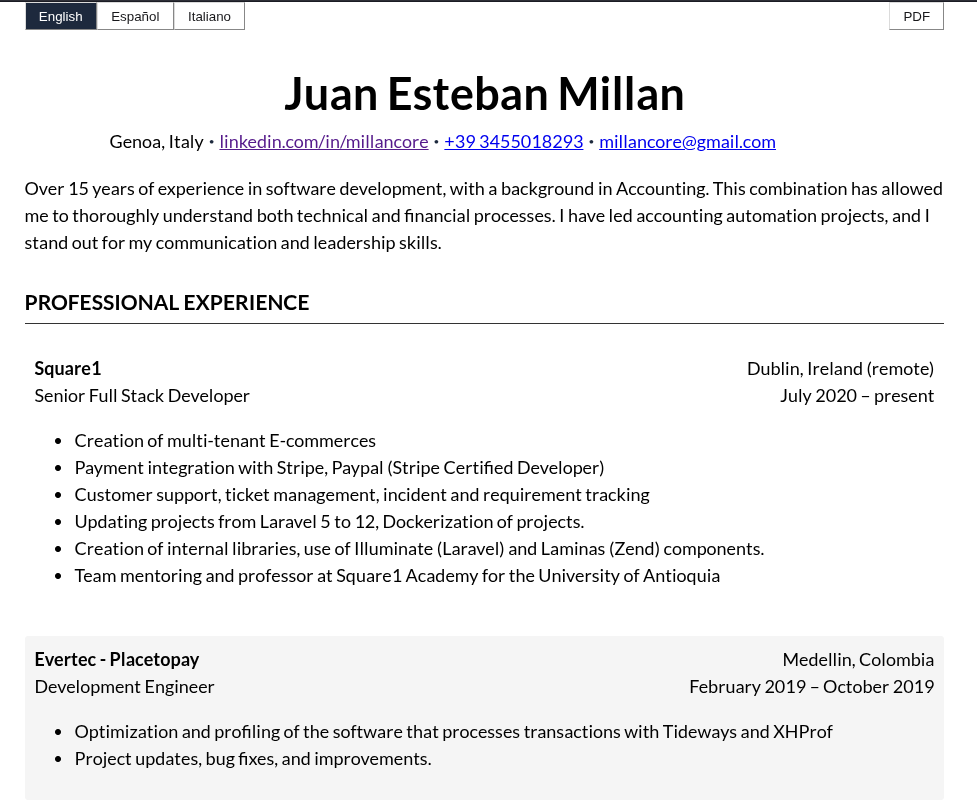 English Español Italiano PDF
Juan Esteban Millan
Genoa, Italy • linkedin.com/in/millancore • +39 3455018293 • millancore@gmail.com
Over 15 years of experience in software development, with a background in Accounting. This combination has allowed
me to thoroughly understand both technical and financial processes. I have led accounting automation projects, and I
stand out for my communication and leadership skills.
PROFESSIONAL EXPERIENCE
Square1 Dublin, Ireland (remote)
Senior Full Stack Developer July 2020 – present
• Creation of multi-tenant E-commerces
• Payment integration with Stripe, Paypal (Stripe Certified Developer)
• Customer support, ticket management, incident and requirement tracking
• Updating projects from Laravel 5 to 12, Dockerization of projects.
• Creation of internal libraries, use of Illuminate (Laravel) and Laminas (Zend) components.
• Team mentoring and professor at Square1 Academy for the University of Antioquia
Evertec - Placetopay Medellin, Colombia
Development Engineer February 2019 – October 2019
• Optimization and profiling of the software that processes transactions with Tideways and XHProf
• Project updates, bug fixes, and improvements.